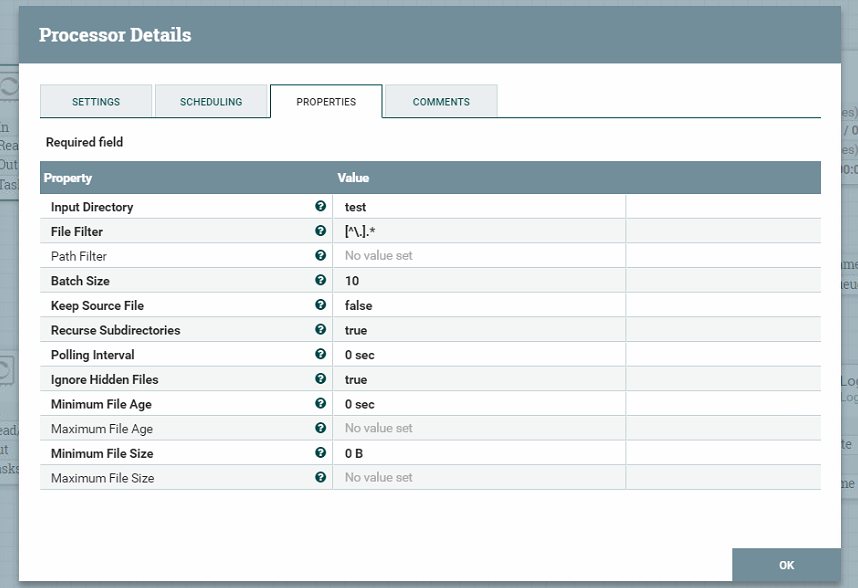 Processor Details
SETTINGS SCHEDULING PROPERTIES COMMENTS
Required field
Property Value
Input Directory test
File Filter [^\.].*
Path Filter No value set
Batch Size 10
Keep Source File false
Recurse Subdirectories true
Polling Interval 0 sec
Ignore Hidden Files true
Minimum File Age 0 sec
Maximum File Age No value set
Minimum File Size 0 B
Maximum File Size No value set
OK